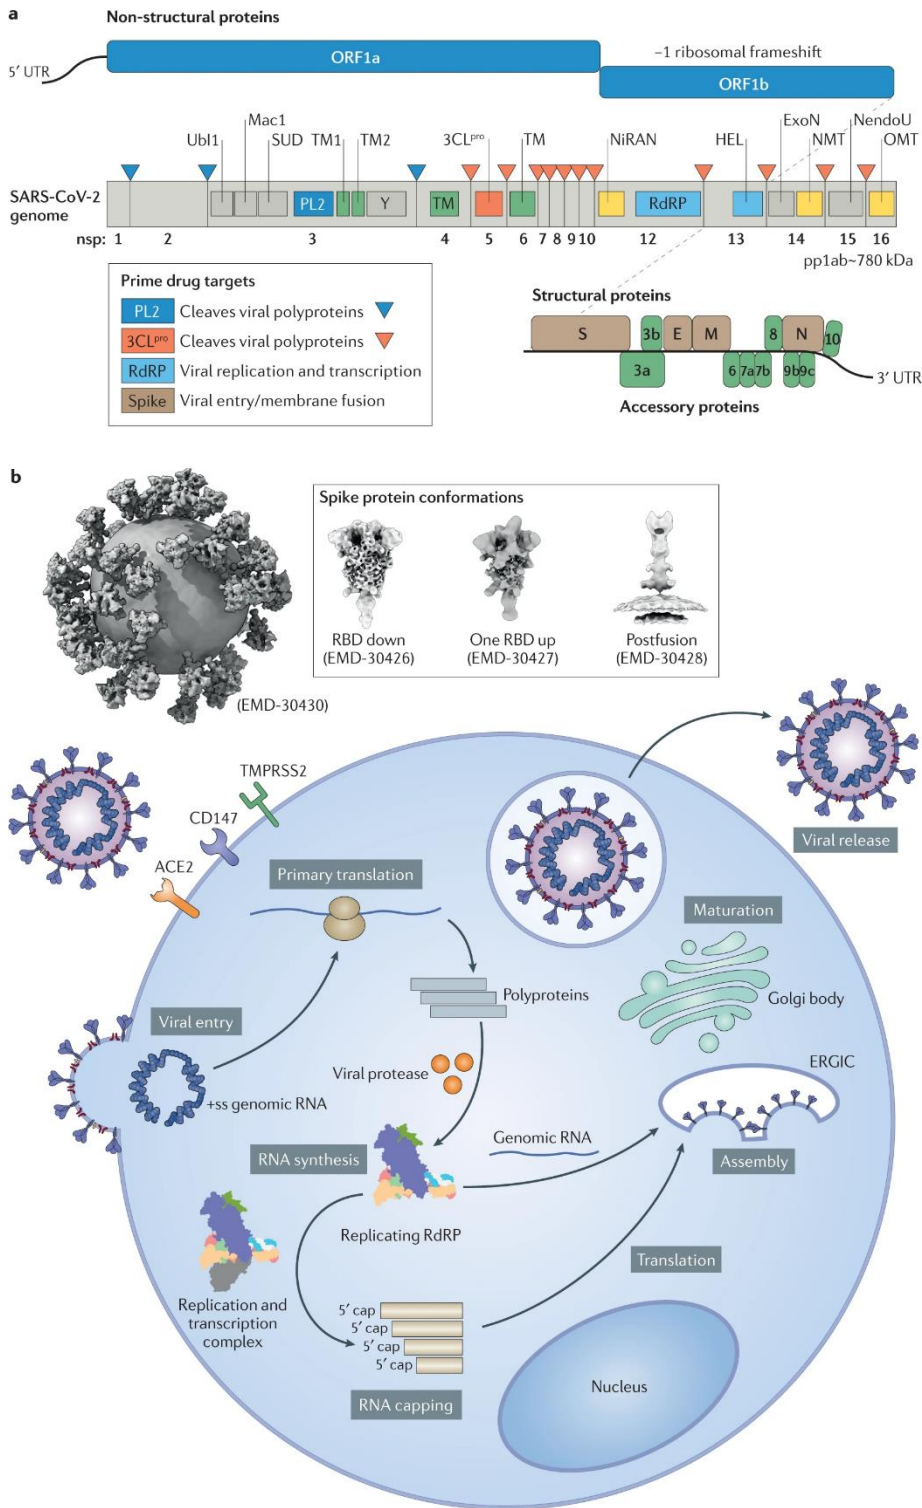 a
Non-structural proteins
5′ UTR
ORF1a
−1 ribosomal frameshift
ORF1b
Ubl1
Mac1
SUD
TM1
TM2
3CLpro
TM
NiRAN
HEL
ExoN
NMT
NendoU
OMT
SARS-CoV-2
genome
PL2
Y
TM
RdRP
nsp: 1 2 3 4 5 6 7 8 9 10 12 13 14 15 16
pp1ab~780 kDa
Prime drug targets
PL2 Cleaves viral polyproteins
3CLpro Cleaves viral polyproteins
RdRP Viral replication and transcription
Spike Viral entry/membrane fusion
Structural proteins
S 3b E M 8 N 10
3a 6 7a 7b 9b 9c
3′ UTR
Accessory proteins
b
(EMD-30430)
Spike protein conformations
RBD down
(EMD-30426)
One RBD up
(EMD-30427)
Postfusion
(EMD-30428)
TMPRSS2
CD147
ACE2
Viral release
Primary translation
Maturation
Golgi body
Polyproteins
Viral entry
+ss genomic RNA
Viral protease
ERGIC
Genomic RNA
RNA synthesis
Assembly
Replicating RdRP
Translation
Replication and
transcription
complex
5′ cap
5′ cap
5′ cap
5′ cap
RNA capping
Nucleus